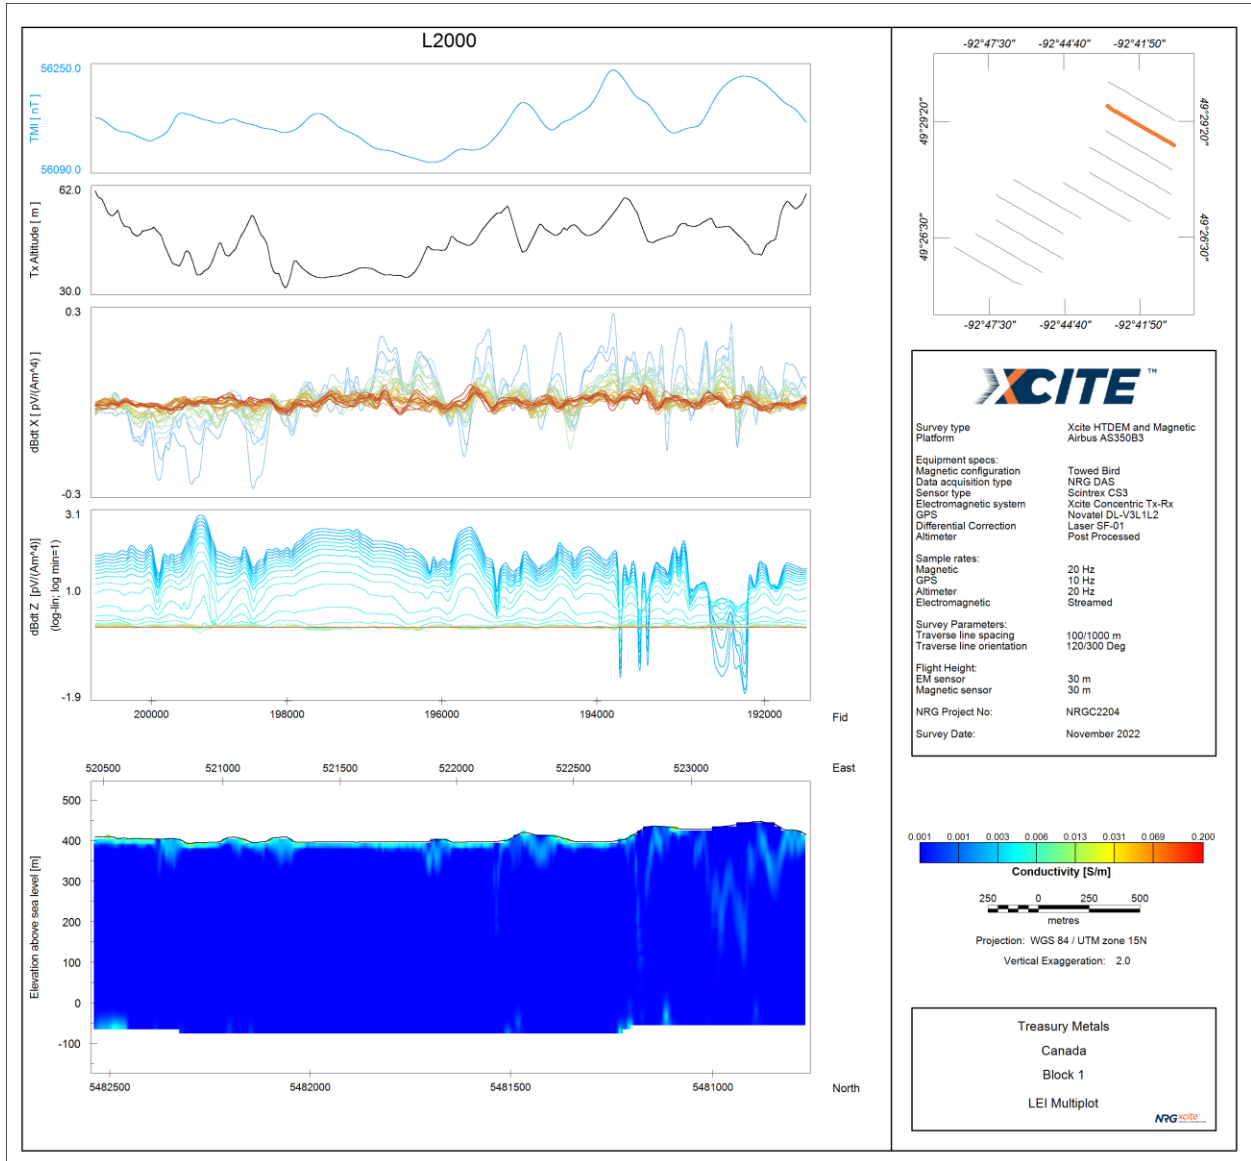 L2000
56250.0
TMI [ nT ]
56090.0
62.0
Tx Altitude [ m ]
30.0
0.3
dBdt X [ pV/(Am^4) ]
-0.3
3.1
1.0
dBdt Z [pV/(Am^4)]
(log-lin; log min=1)
-1.9
200000 198000 196000 194000 192000
Fid
520500 521000 521500 522000 522500 523000
East
500
400
300
200
100
0
-100
Elevation above sea level [m]
5482500 5482000 5481500 5481000
North
-92°47'30" -92°44'40" -92°41'50"
49°29'20" 49°29'20"
49°26'30" 49°26'30"
-92°47'30" -92°44'40" -92°41'50"
XCITE ™
Survey type Xcite HTDEM and Magnetic
Platform Airbus AS350B3
Equipment specs:
Magnetic configuration Towed Bird
Data acquisition type NRG DAS
Sensor type Scintrex CS3
Electromagnetic system Xcite Concentric Tx-Rx
GPS Novatel DL-V3L1L2
Differential Correction Laser SF-01
Altimeter Post Processed
Sample rates:
Magnetic 20 Hz
GPS 10 Hz
Altimeter 20 Hz
Electromagnetic Streamed
Survey Parameters:
Traverse line spacing 100/1000 m
Traverse line orientation 120/300 Deg
Flight Height:
EM sensor 30 m
Magnetic sensor 30 m
NRG Project No: NRGC2204
Survey Date: November 2022
0.001 0.001 0.003 0.006 0.013 0.031 0.069 0.200
Conductivity [S/m]
250 0 250 500
metres
Projection: WGS 84 / UTM zone 15N
Vertical Exaggeration: 2.0
Treasury Metals
Canada
Block 1
LEI Multiplot
NRG xcite